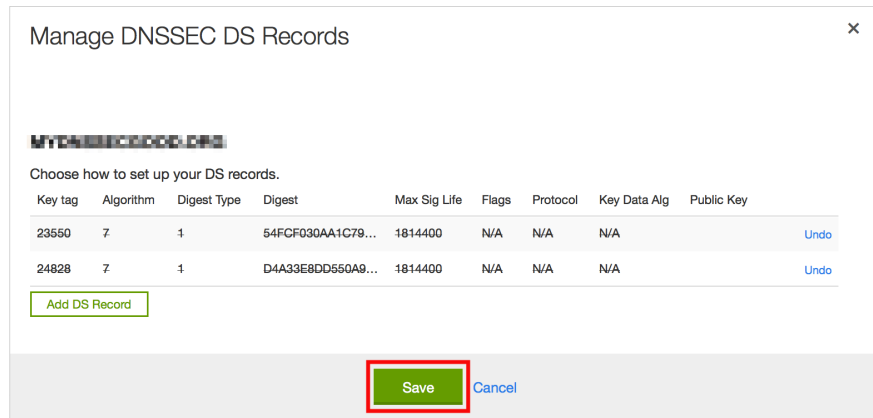 Manage DNSSEC DS Records ×
Choose how to set up your DS records.
Key tag Algorithm Digest Type Digest Max Sig Life Flags Protocol Key Data Alg Public Key
23550 7 1 54FCF030AA1C79... 1814400 N/A N/A N/A Undo
24828 7 1 D4A33E8DD550A9... 1814400 N/A N/A N/A Undo
Add DS Record
Save Cancel